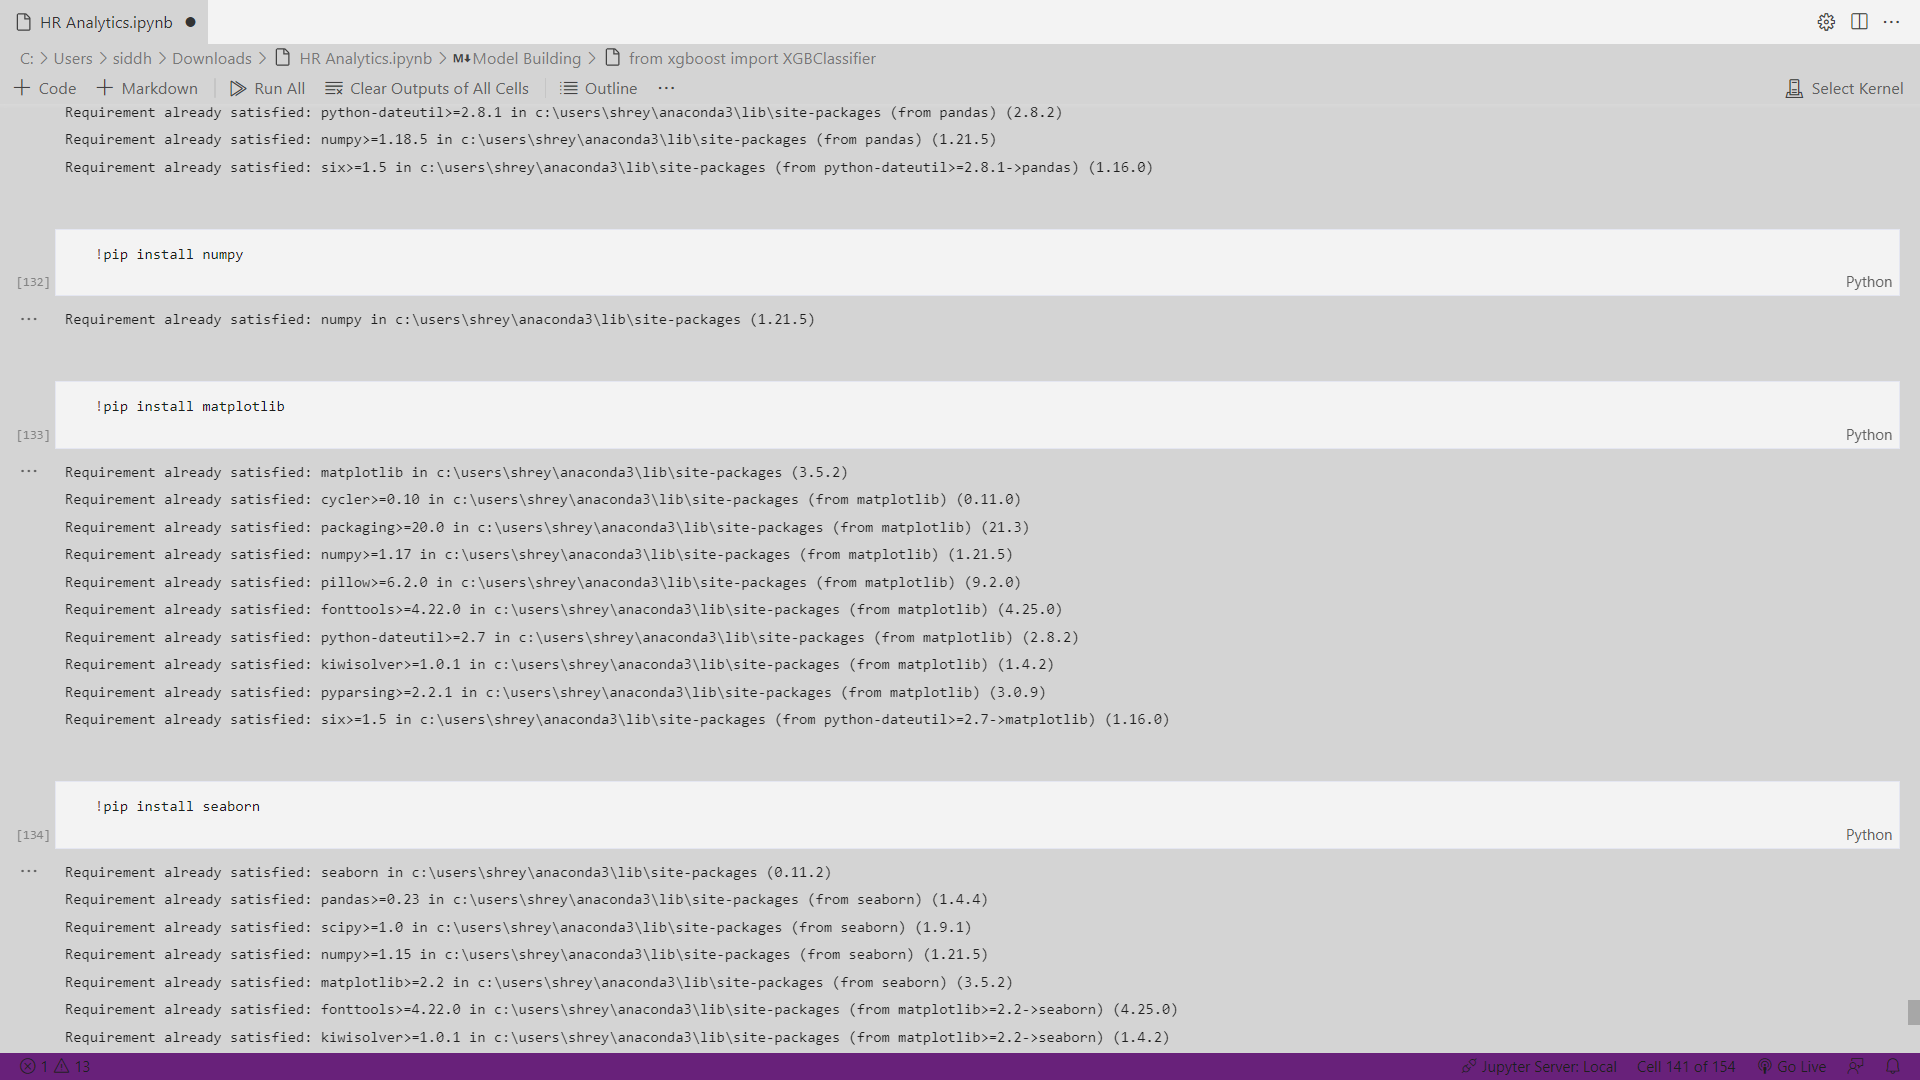 HR Analytics.ipynb
C: Users siddh Downloads HR Analytics.ipynb M↓Model Building from xgboost import XGBClassifier
Code Markdown Run All Clear Outputs of All Cells Outline ... Select Kernel
Requirement already satisfied: python-dateutil>=2.8.1 in c:\users\shrey\anaconda3\lib\site-packages (from pandas) (2.8.2)
Requirement already satisfied: numpy>=1.18.5 in c:\users\shrey\anaconda3\lib\site-packages (from pandas) (1.21.5)
Requirement already satisfied: six>=1.5 in c:\users\shrey\anaconda3\lib\site-packages (from python-dateutil>=2.8.1->pandas) (1.16.0)
!pip install numpy
[132] Python
... Requirement already satisfied: numpy in c:\users\shrey\anaconda3\lib\site-packages (1.21.5)
!pip install matplotlib
[133] Python
... Requirement already satisfied: matplotlib in c:\users\shrey\anaconda3\lib\site-packages (3.5.2)
Requirement already satisfied: cycler>=0.10 in c:\users\shrey\anaconda3\lib\site-packages (from matplotlib) (0.11.0)
Requirement already satisfied: packaging>=20.0 in c:\users\shrey\anaconda3\lib\site-packages (from matplotlib) (21.3)
Requirement already satisfied: numpy>=1.17 in c:\users\shrey\anaconda3\lib\site-packages (from matplotlib) (1.21.5)
Requirement already satisfied: pillow>=6.2.0 in c:\users\shrey\anaconda3\lib\site-packages (from matplotlib) (9.2.0)
Requirement already satisfied: fonttools>=4.22.0 in c:\users\shrey\anaconda3\lib\site-packages (from matplotlib) (4.25.0)
Requirement already satisfied: python-dateutil>=2.7 in c:\users\shrey\anaconda3\lib\site-packages (from matplotlib) (2.8.2)
Requirement already satisfied: kiwisolver>=1.0.1 in c:\users\shrey\anaconda3\lib\site-packages (from matplotlib) (1.4.2)
Requirement already satisfied: pyparsing>=2.2.1 in c:\users\shrey\anaconda3\lib\site-packages (from matplotlib) (3.0.9)
Requirement already satisfied: six>=1.5 in c:\users\shrey\anaconda3\lib\site-packages (from python-dateutil>=2.7->matplotlib) (1.16.0)
!pip install seaborn
[134] Python
... Requirement already satisfied: seaborn in c:\users\shrey\anaconda3\lib\site-packages (0.11.2)
Requirement already satisfied: pandas>=0.23 in c:\users\shrey\anaconda3\lib\site-packages (from seaborn) (1.4.4)
Requirement already satisfied: scipy>=1.0 in c:\users\shrey\anaconda3\lib\site-packages (from seaborn) (1.9.1)
Requirement already satisfied: numpy>=1.15 in c:\users\shrey\anaconda3\lib\site-packages (from seaborn) (1.21.5)
Requirement already satisfied: matplotlib>=2.2 in c:\users\shrey\anaconda3\lib\site-packages (from seaborn) (3.5.2)
Requirement already satisfied: fonttools>=4.22.0 in c:\users\shrey\anaconda3\lib\site-packages (from matplotlib>=2.2->seaborn) (4.25.0)
Requirement already satisfied: kiwisolver>=1.0.1 in c:\users\shrey\anaconda3\lib\site-packages (from matplotlib>=2.2->seaborn) (1.4.2)
1 13 Jupyter Server: Local Cell 141 of 154 Go Live